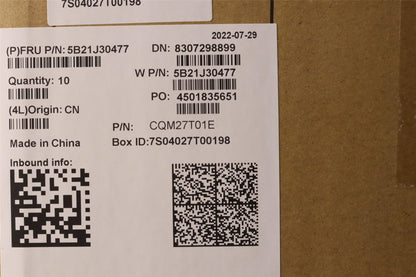 7S04027T00198
2022-07-29
(P)FRU P/N: 5B21J30477
DN: 8307298899
W P/N: 5B21J30477
Quantity: 10
PO: 4501835651
(4L)Origin: CN
P/N: CQM27T01E
Made in China
Box ID:7S04027T00198
Inbound info: